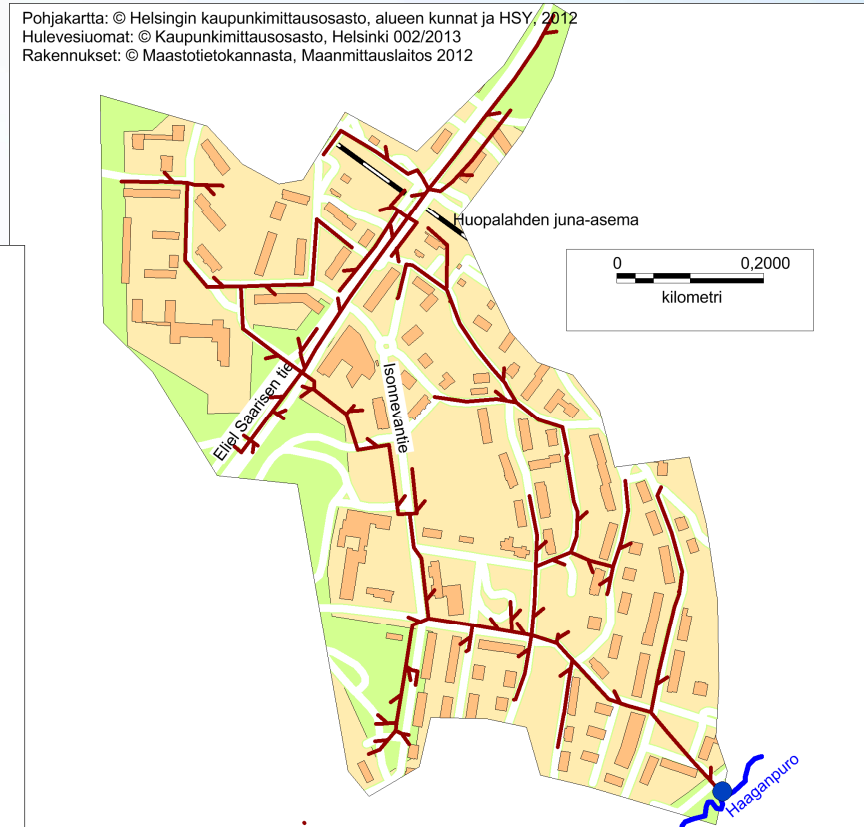 Pohjakartta: © Helsingin kaupunkimittausosasto, alueen kunnat ja HSY, 2012
Hulevesiuomat: © Kaupunkimittausosasto, Helsinki 002/2013
Rakennukset: © Maastotietokannasta, Maanmittauslaitos 2012
Huopalahden juna-asema
0 0,2000
kilometri
Eliel Saarisen tie
Isonnevantie
Haaganpuro